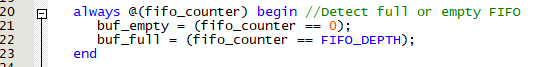 20 always @(fifo_counter) begin //Detect full or empty FIFO
21 buf_empty = (fifo_counter == 0);
22 buf_full = (fifo_counter == FIFO_DEPTH);
23 end